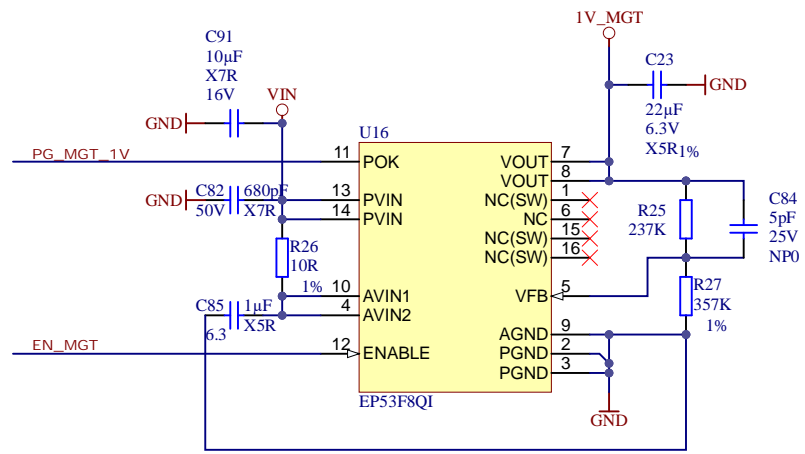 1V_MGT
C91
10µF
X7R
16V
C23
GND
22µF
6.3V
X5R
1%
VIN
GND
U16
PG_MGT_1V
11
POK
VOUT
7
VOUT
8
GND
C82
680pF
50V
X7R
13
PVIN
14
PVIN
NC(SW)
1
NC
6
NC(SW)
15
NC(SW)
16
R25
237K
C84
5pF
25V
NP0
R26
10R
1%
10
AVIN1
4
AVIN2
VFB
5
R27
357K
1%
C85
1µF
6.3
X5R
AGND
9
PGND
2
PGND
3
EN_MGT
12
ENABLE
EP53F8QI
GND